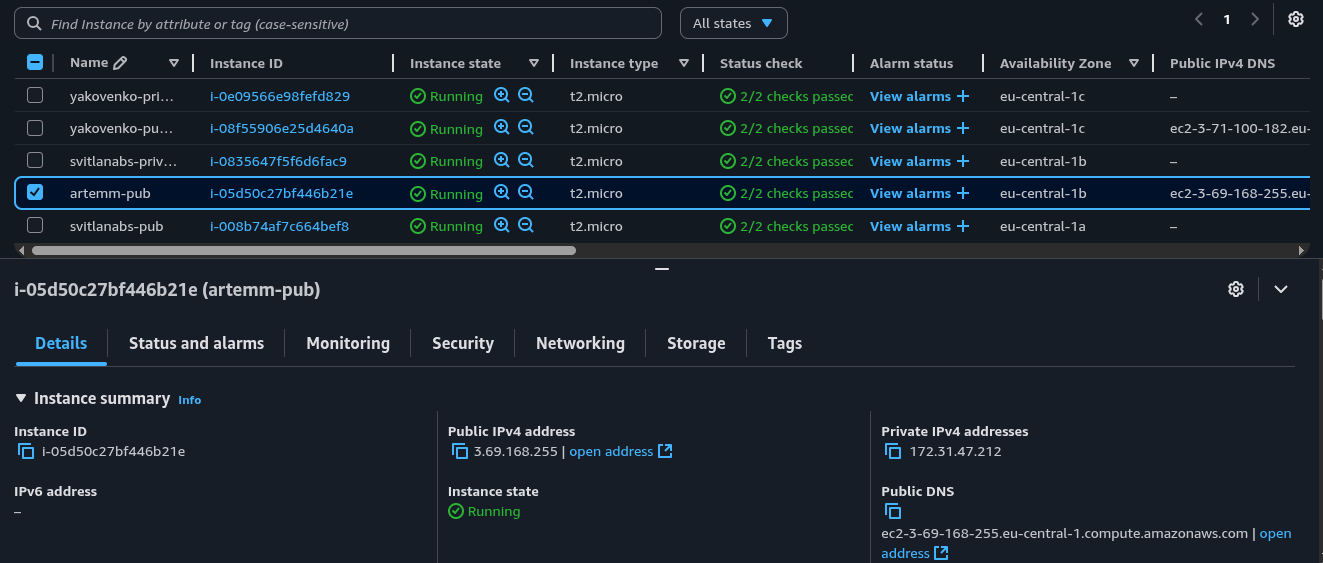 Find Instance by attribute or tag (case-sensitive) All states 1
Name Instance ID Instance state Instance type Status check Alarm status Availability Zone Public IPv4 DNS
yakovenko-pri... i-0e09566e98fefd829 Running t2.micro 2/2 checks passec View alarms + eu-central-1c –
yakovenko-pu... i-08f55906e25d4640a Running t2.micro 2/2 checks passec View alarms + eu-central-1c ec2-3-71-100-182.eu-
svitlanabs-priv... i-0835647f5f6d6fac9 Running t2.micro 2/2 checks passec View alarms + eu-central-1b –
artemm-pub i-05d50c27bf446b21e Running t2.micro 2/2 checks passec View alarms + eu-central-1b ec2-3-69-168-255.eu-
svitlanabs-pub i-008b74af7c664bef8 Running t2.micro 2/2 checks passec View alarms + eu-central-1a –
i-05d50c27bf446b21e (artemm-pub)
Details Status and alarms Monitoring Security Networking Storage Tags
Instance summary Info
Instance ID
i-05d50c27bf446b21e
IPv6 address
–
Public IPv4 address
3.69.168.255 | open address
Instance state
Running
Private IPv4 addresses
172.31.47.212
Public DNS
ec2-3-69-168-255.eu-central-1.compute.amazonaws.com | open
address